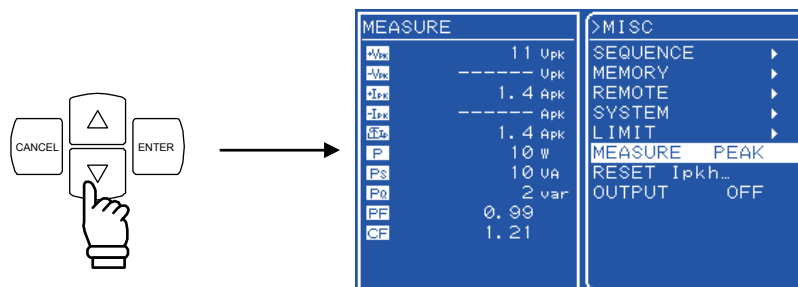 CANCEL
ENTER
MEASURE
+VPK 11 VPK
-VPK ------ VPK
+IPK 1.4 APK
-IPK ------ APK
1.4 APK
P 10 W
PS 10 VA
PQ 2 var
PF 0.99
CF 1.21
>MISC
SEQUENCE
MEMORY
REMOTE
SYSTEM
LIMIT
MEASURE PEAK
RESET Ipkh…
OUTPUT OFF